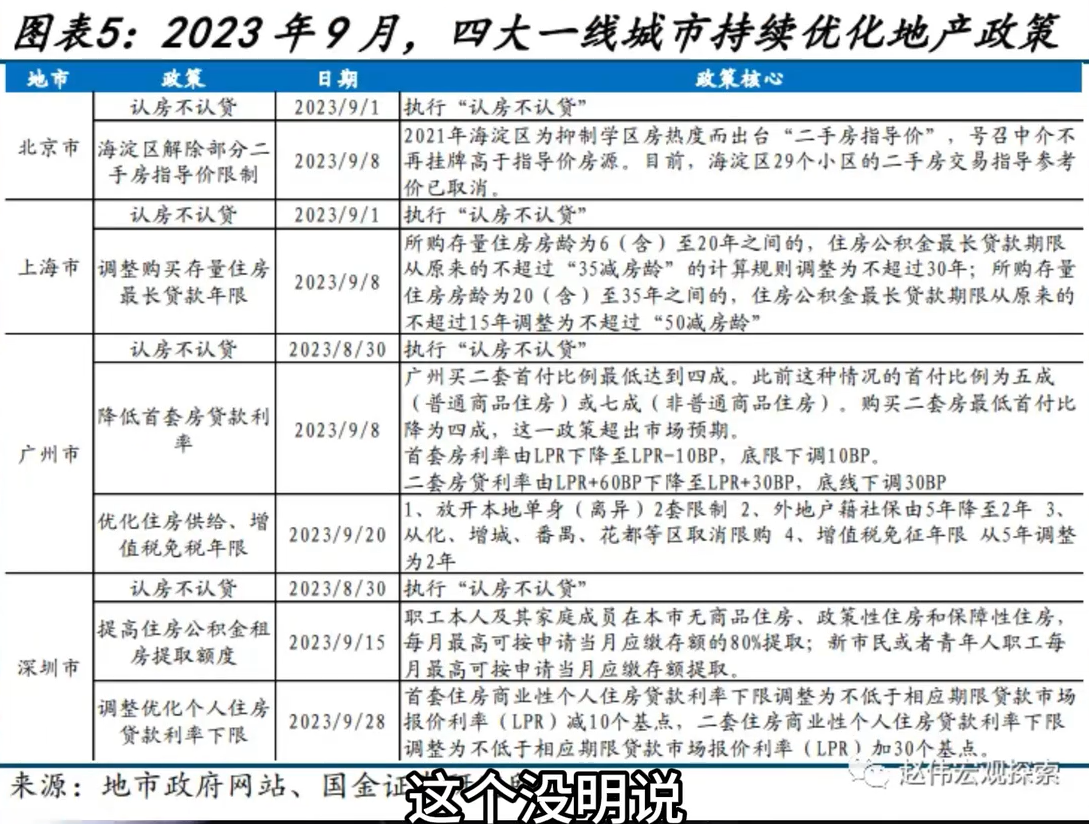 图表5：2023年9月，四大一线城市持续优化地产政策
地市 政策 日期 政策核心
北京市
认房不认贷 2023/9/1 执行“认房不认贷”
海淀区解除部分二
手房指导价限制
2023/9/8
2021年海淀区为抑制学区房热度而出台“二手房指导价”，号召中介不
再挂牌高于指导价房源。目前，海淀区29个小区的二手房交易指导参考
价已取消。
上海市
认房不认贷 2023/9/1 执行“认房不认贷”
调整购买存量住房
最长贷款年限
2023/9/8
所购存量住房房龄为6（含）至20年之间的，住房公积金最长贷款期限
从原来的不超过“35减房龄”的计算规则调整为不超过30年；所购存量
住房房龄为20（含）至35年之间的，住房公积金最长贷款期限从原来的
不超过15年调整为不超过“50减房龄”
广州市
认房不认贷 2023/8/30 执行“认房不认贷”
降低首套房贷款利
率
2023/9/8
广州买二套首付比例最低达到四成。此前这种情况的首付比例为五成
（普通商品住房）或七成（非普通商品住房）。购买二套房最低首付比
降为四成，这一政策超出市场预期。
首套房利率由LPR下降至LPR-10BP，底限下调10BP。
二套房贷利率由LPR+60BP下降至LPR+30BP，底线下调30BP
优化住房供给、增
值税免税年限
2023/9/20
1、放开本地单身（离异）2套限制 2、外地户籍社保由5年降至2年 3、
从化、增城、番禺、花都等区取消限购 4、增值税免征年限 从5年调整
为2年
深圳市
认房不认贷 2023/8/30 执行“认房不认贷”
提高住房公积金租
房提取额度
2023/9/15
职工本人及其家庭成员在本市无商品住房、政策性住房和保障性住房，
每月最高可按申请当月应缴存额的80%提取；新市民或者青年人职工每
月最高可按申请当月应缴存额提取。
调整优化个人住房
贷款利率下限
2023/9/28
首套住房商业性个人住房贷款利率下限调整为不低于相应期限贷款市场
报价利率（LPR）减10个基点，二套住房商业性个人住房贷款利率下限
调整为不低于相应期限贷款市场报价利率（LPR）加30个基点。
来源：地市政府网站、国金证
赵伟宏观探索
这个没明说